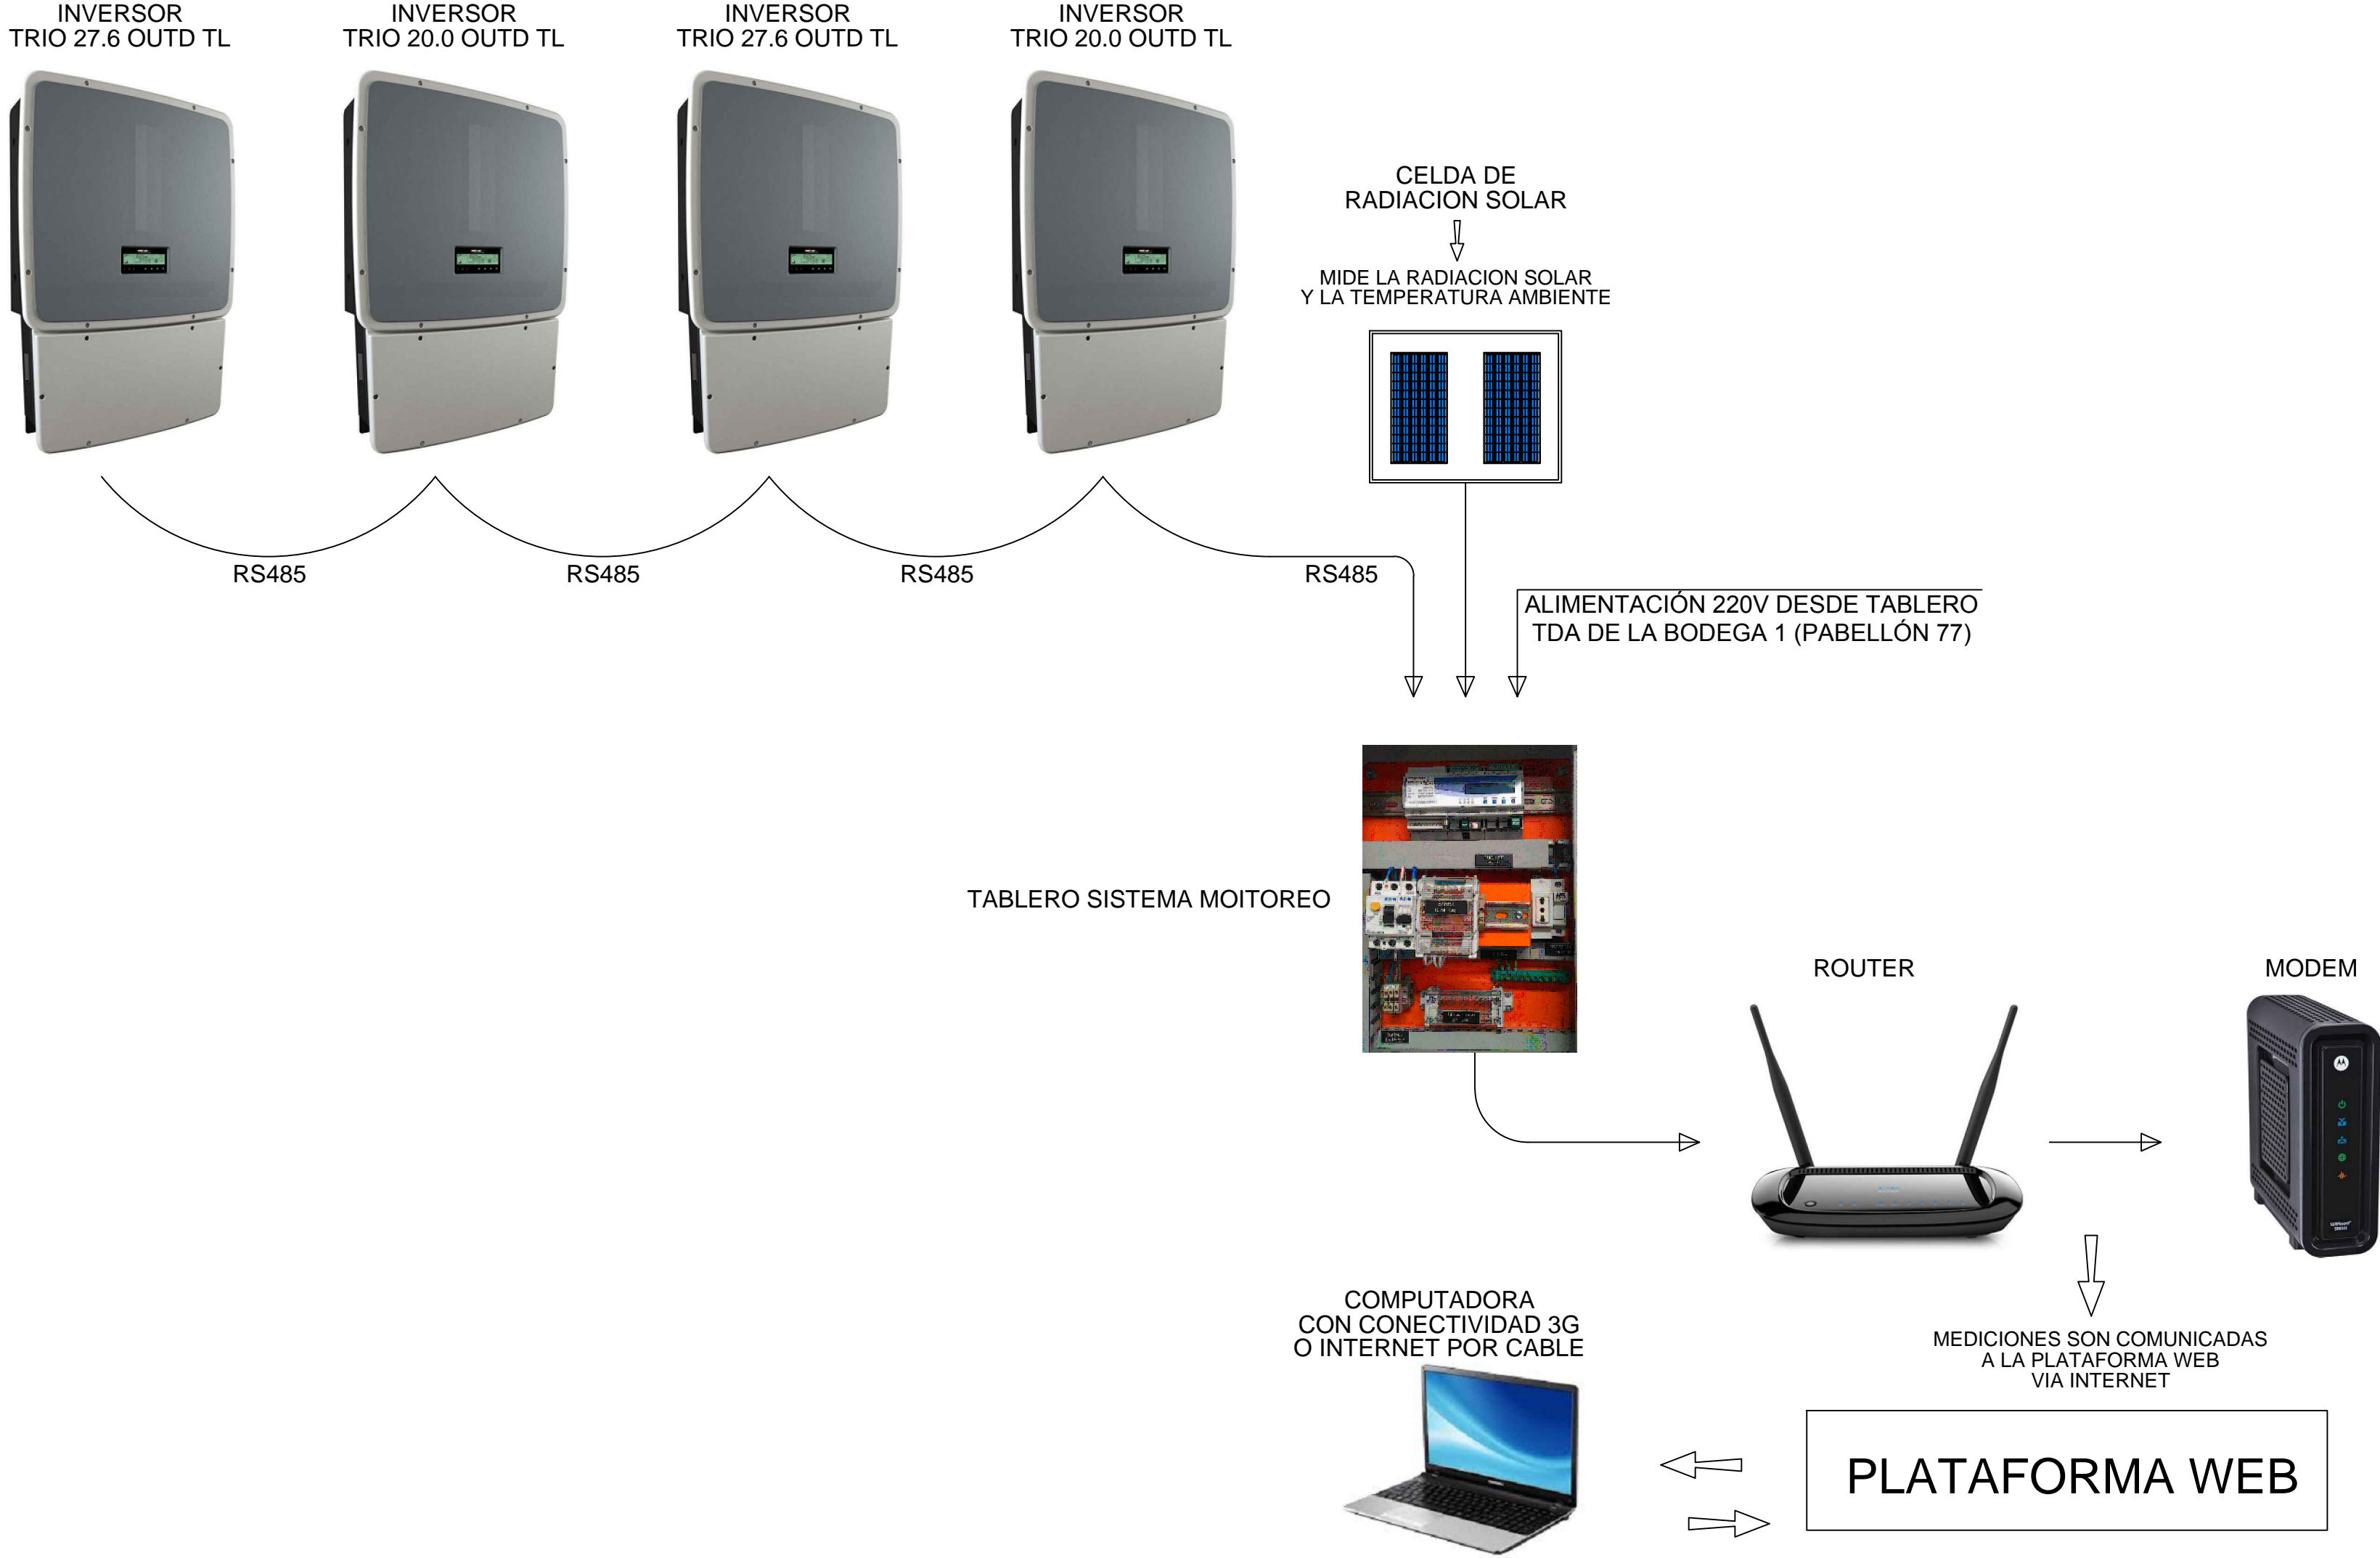 INVERSOR
TRIO 27.6 OUTD TL
INVERSOR
TRIO 20.0 OUTD TL
INVERSOR
TRIO 27.6 OUTD TL
INVERSOR
TRIO 20.0 OUTD TL
CELDA DE
RADIACION SOLAR
MIDE LA RADIACION SOLAR
Y LA TEMPERATURA AMBIENTE
RS485
RS485
RS485
RS485
ALIMENTACIÓN 220V DESDE TABLERO
TDA DE LA BODEGA 1 (PABELLÓN 77)
TABLERO SISTEMA MOITOREO
ROUTER
MODEM
COMPUTADORA
CON CONECTIVIDAD 3G
O INTERNET POR CABLE
MEDICIONES SON COMUNICADAS
A LA PLATAFORMA WEB
VIA INTERNET
PLATAFORMA WEB